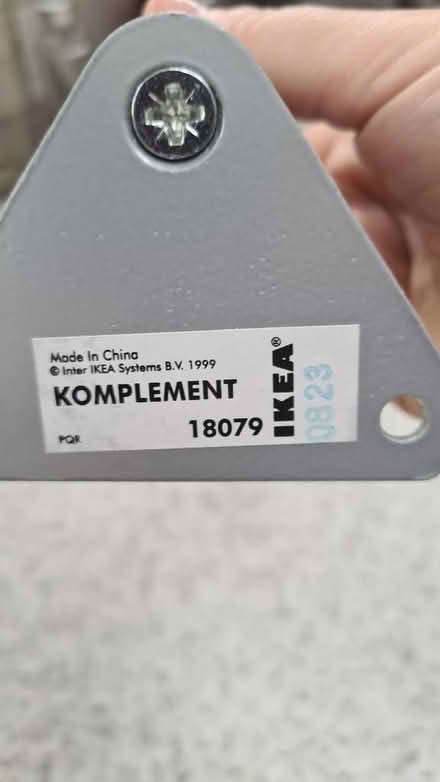 Made In China
© Inter IKEA Systems B.V. 1999
KOMPLEMENT
18079
PQR
IKEA®
0823